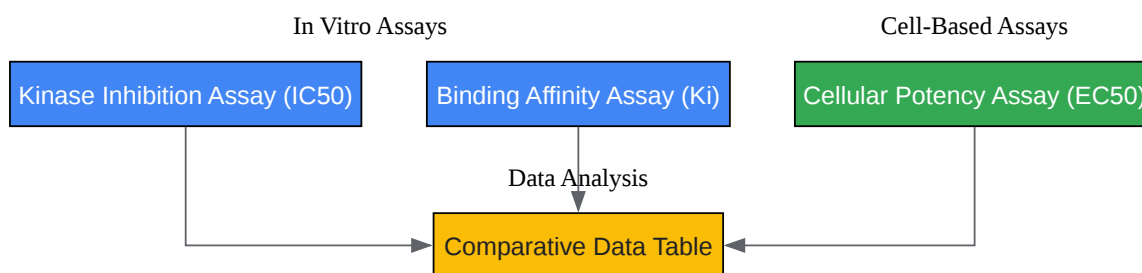 In Vitro Assays
Cell-Based Assays
Kinase Inhibition Assay (IC50)
Binding Affinity Assay (Ki)
Cellular Potency Assay (EC50)
Data Analysis
Comparative Data Table